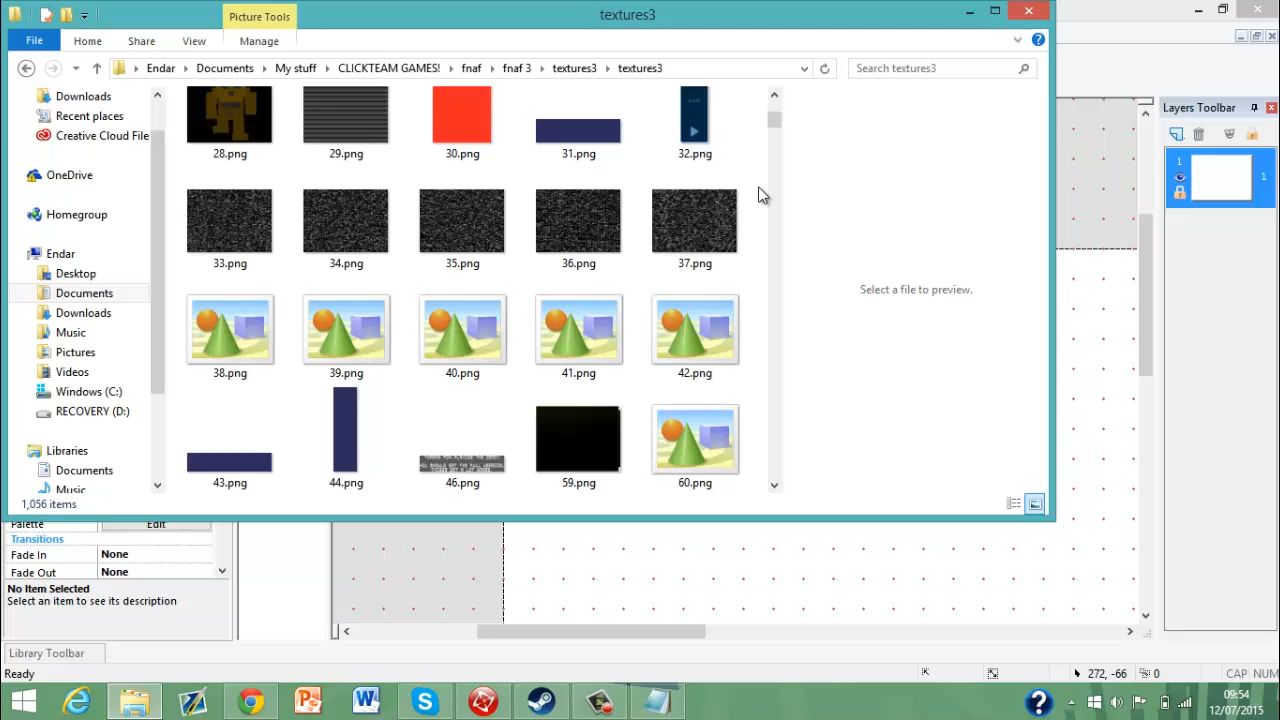 Picture Tools
textures3
File
Home
Share
View
Manage
Endar
Documents
My stuff
CLICKTEAM GAMES!
fnaf
fnaf 3
textures3
textures3
Search textures3
Downloads
Recent places
Creative Cloud File
OneDrive
Homegroup
Endar
Desktop
Documents
Downloads
Music
Pictures
Videos
Windows (C:)
RECOVERY (D:)
Libraries
Documents
Music
28.png
29.png
30.png
31.png
32.png
33.png
34.png
35.png
36.png
37.png
38.png
39.png
40.png
41.png
42.png
43.png
44.png
46.png
59.png
60.png
Select a file to preview.
1,056 items
Layers Toolbar
1
1
Palette
Edit
Transitions
Fade In
None
Fade Out
None
No Item Selected
Select an item to see its description
Library Toolbar
Ready
272, -66
0
CAP
NUM
09:54
12/07/2015